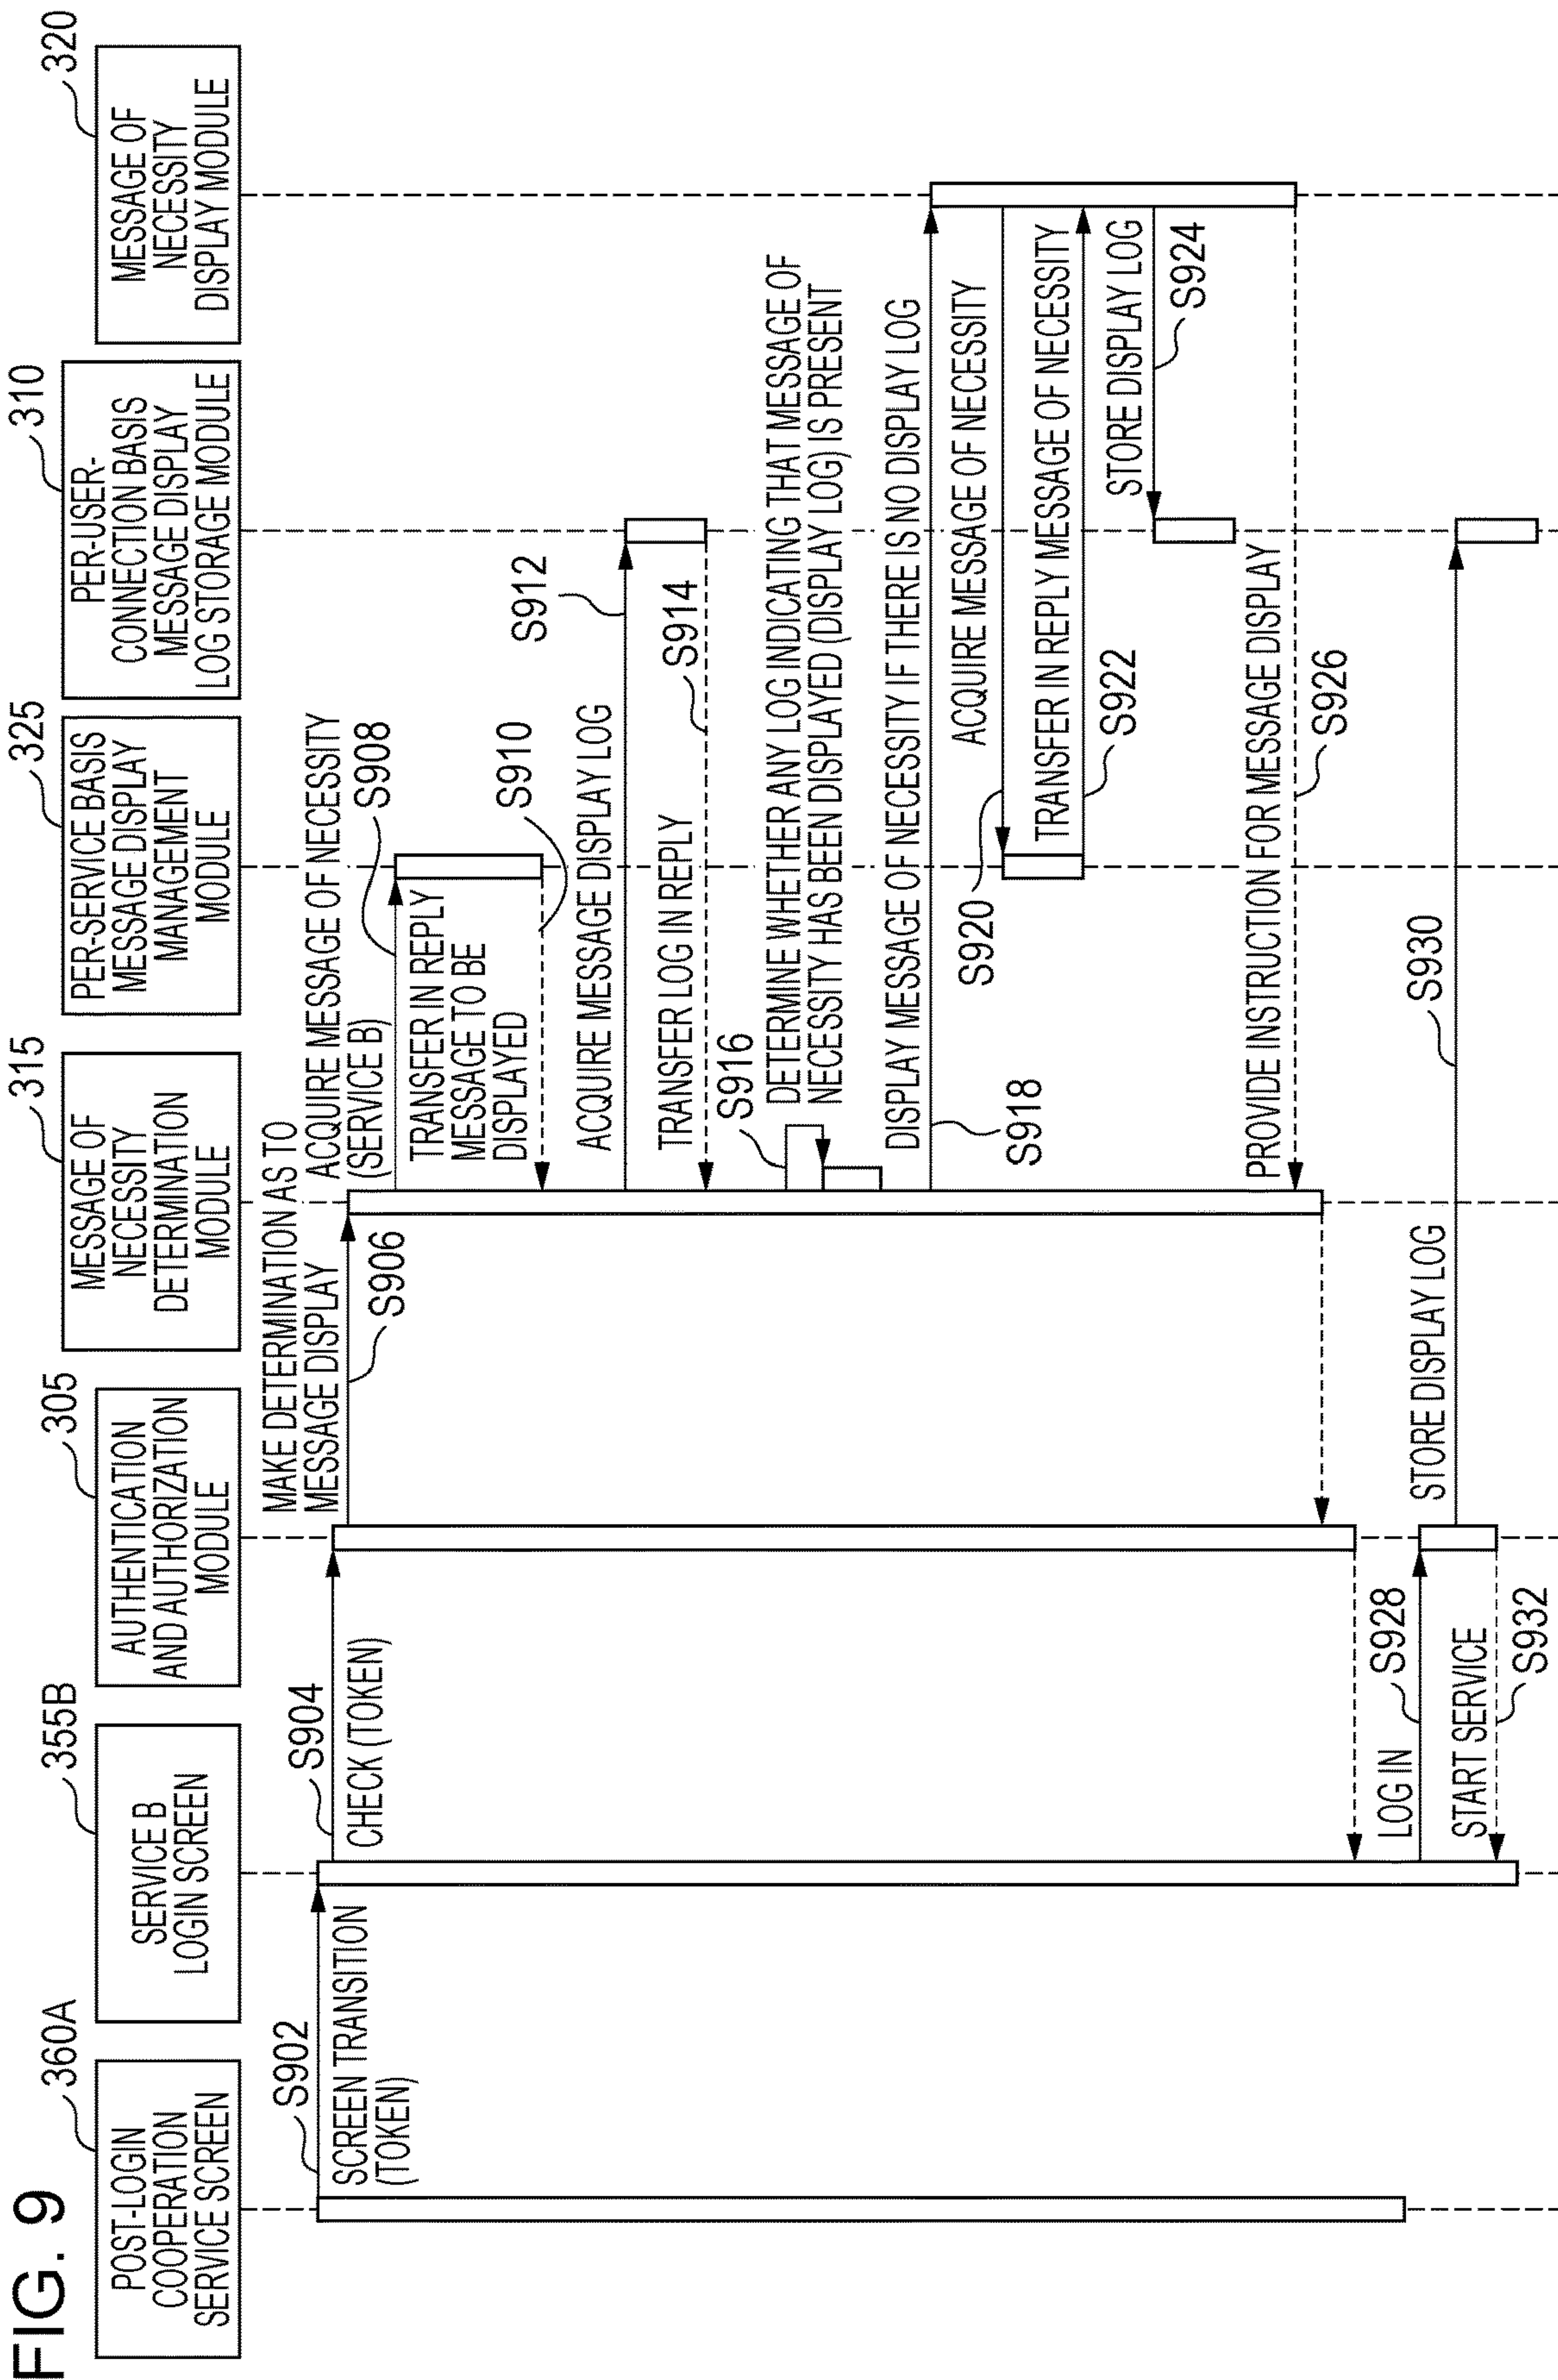 FIG. 9
360A
POST-LOGIN
COOPERATION
SERVICE SCREEN
355B
SERVICE B
LOGIN SCREEN
305
AUTHENTICATION
AND AUTHORIZATION
MODULE
315
MESSAGE OF
NECESSITY
DETERMINATION
MODULE
325
PER-SERVICE BASIS
MESSAGE DISPLAY
MANAGEMENT
MODULE
310
PER-USER-
CONNECTION BASIS
MESSAGE DISPLAY
LOG STORAGE MODULE
320
MESSAGE OF
NECESSITY
DISPLAY MODULE
S902
SCREEN TRANSITION
(TOKEN)
S904
CHECK (TOKEN)
MAKE DETERMINATION AS TO
MESSAGE DISPLAY
S906
ACQUIRE MESSAGE OF NECESSITY
(SERVICE B)
S908
TRANSFER IN REPLY
MESSAGE TO BE
DISPLAYED
S910
ACQUIRE MESSAGE DISPLAY LOG
S912
TRANSFER LOG IN REPLY
S914
S916
DETERMINE WHETHER ANY LOG INDICATING THAT MESSAGE OF
NECESSITY HAS BEEN DISPLAYED (DISPLAY LOG) IS PRESENT
DISPLAY MESSAGE OF NECESSITY IF THERE IS NO DISPLAY LOG
S918
ACQUIRE MESSAGE OF NECESSITY
S920
TRANSFER IN REPLY MESSAGE OF NECESSITY
S922
STORE DISPLAY LOG
S924
PROVIDE INSTRUCTION FOR MESSAGE DISPLAY
S926
LOG IN
S928
STORE DISPLAY LOG
S930
START SERVICE
S932